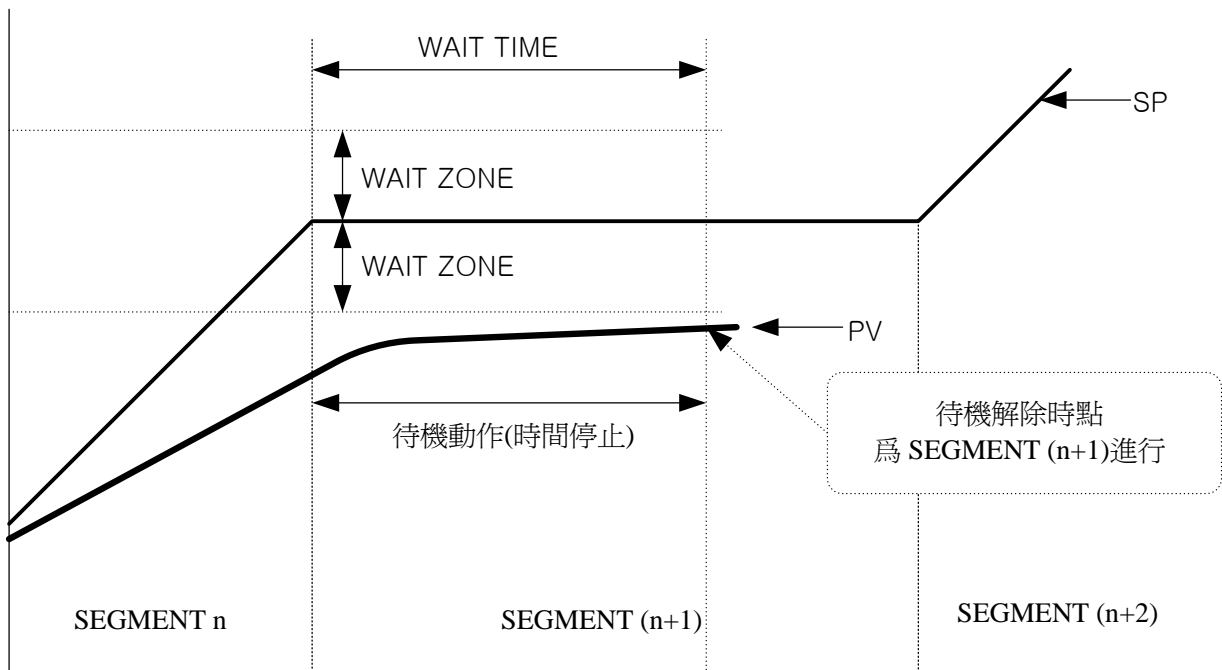 WAIT TIME
SP
WAIT ZONE
WAIT ZONE
PV
待機解除時點
爲 SEGMENT (n+1)進行
待機動作(時間停止)
SEGMENT n
SEGMENT (n+1)
SEGMENT (n+2)